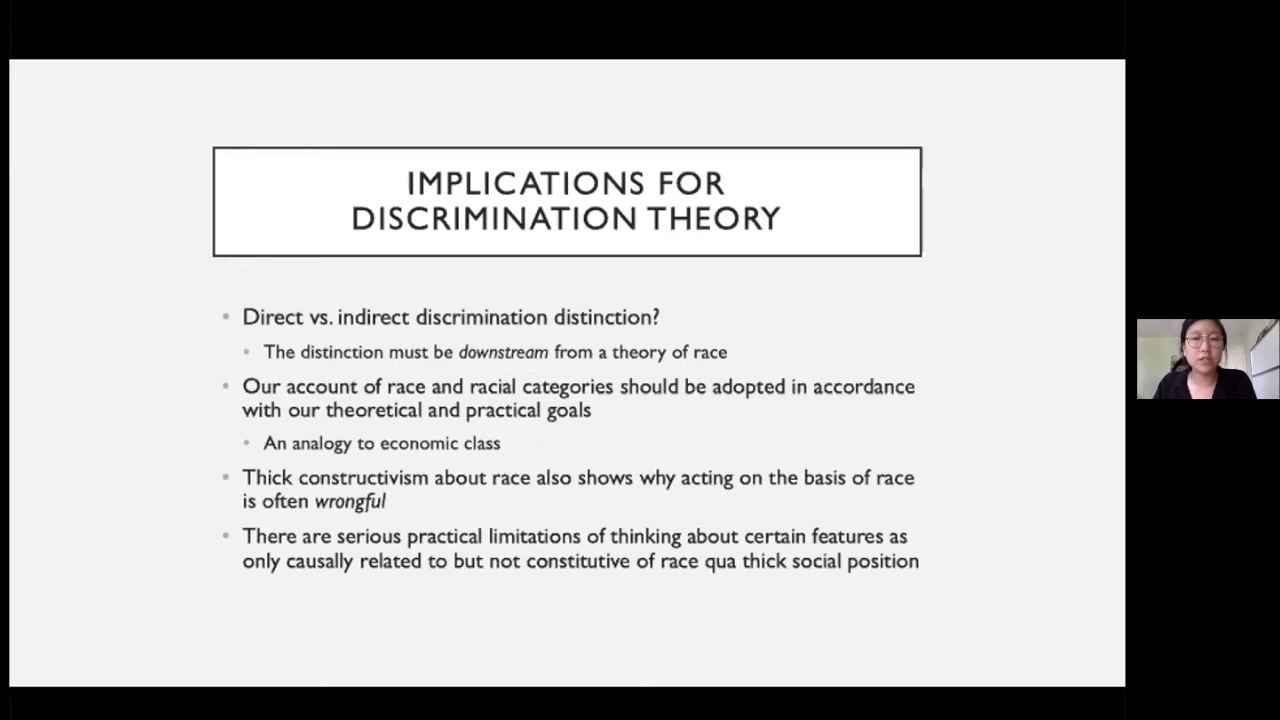 IMPLICATIONS FOR
DISCRIMINATION THEORY
• Direct vs. indirect discrimination distinction?
• The distinction must be downstream from a theory of race
• Our account of race and racial categories should be adopted in accordance
with our theoretical and practical goals
• An analogy to economic class
• Thick constructivism about race also shows why acting on the basis of race
is often wrongful
• There are serious practical limitations of thinking about certain features as
only causally related to but not constitutive of race qua thick social position